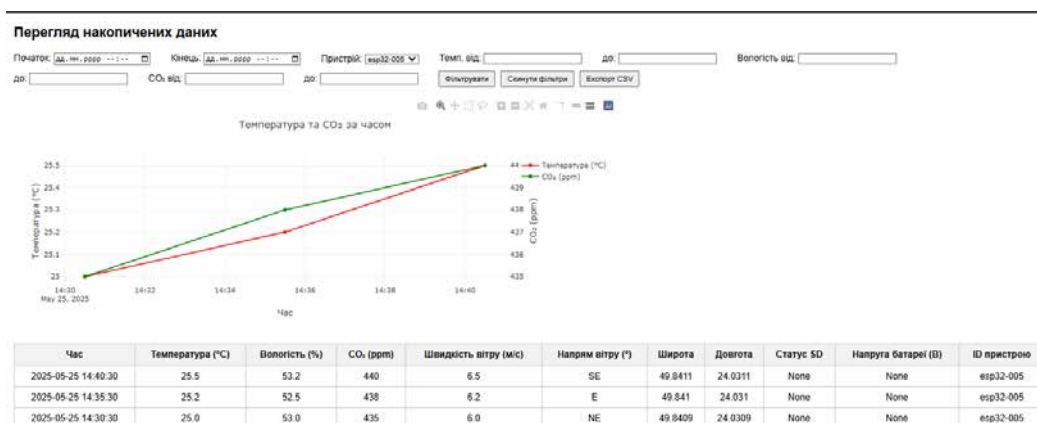 Перегляд накопичених даних
Початок: дд.мм.рррр --:-- Кінець: дд.мм.рррр --:-- Пристрій: esp32-005 Темп. від: до: Вологість від:
до: CO₂ від: до: Фільтрувати Скинути фільтри Експорт CSV
Температура та CO₂ за часом
25.5 44 Температура (°C)
CO₂ (ppm)
25.4 439
25.3 438
25.2 437
25.1 436
25 435
Температура (°C)
CO₂ (ppm)
14:30 14:32 14:34 14:36 14:38 14:40
May 25, 2025
Час
Час Температура (°C) Вологість (%) CO₂ (ppm) Швидкість вітру (м/с) Напрям вітру (°) Широта Довгота Статус SD Напруга батареї (В) ID пристрою
2025-05-25 14:40:30 25.5 53.2 440 6.5 SE 49.8411 24.0311 None None esp32-005
2025-05-25 14:35:30 25.2 52.5 438 6.2 E 49.841 24.031 None None esp32-005
2025-05-25 14:30:30 25.0 53.0 435 6.0 NE 49.8409 24.0309 None None esp32-005